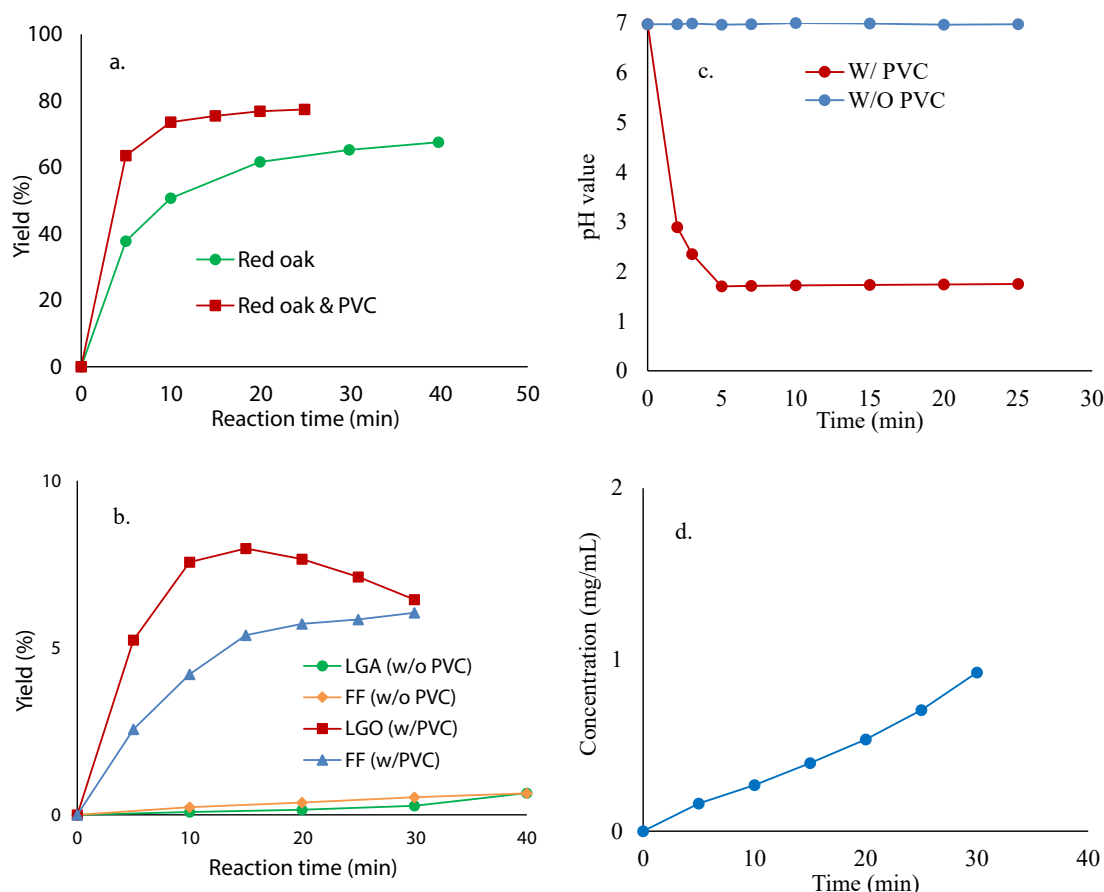 a.
100
80
60
40
20
0
Yield (%)
Red oak
Red oak & PVC
0 10 20 30 40 50
Reaction time (min)
c.
7
6
5
4
3
2
1
0
pH value
W/ PVC
W/O PVC
0 5 10 15 20 25 30
Time (min)
b.
10
5
0
Yield (%)
LGA (w/o PVC)
FF (w/o PVC)
LGO (w/PVC)
FF (w/PVC)
0 10 20 30 40
Reaction time (min)
d.
2
1
0
Concentration (mg/mL)
0 10 20 30 40
Time (min)